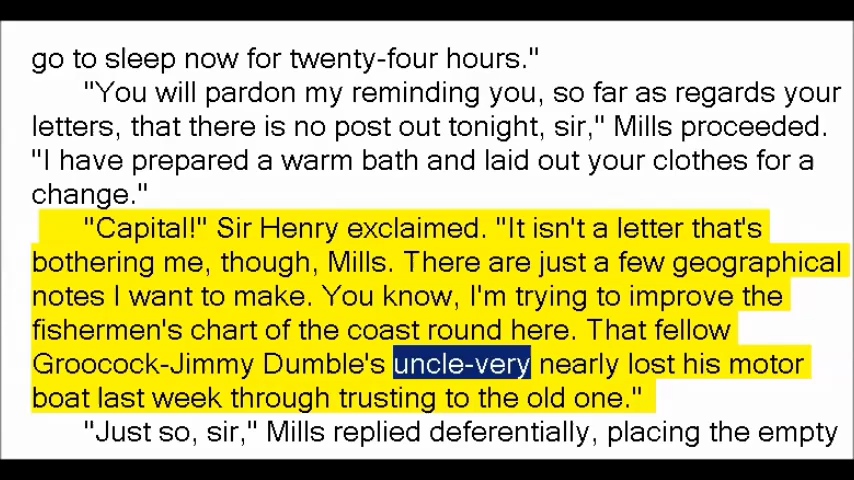 go to sleep now for twenty-four hours."
"You will pardon my reminding you, so far as regards your
letters, that there is no post out tonight, sir," Mills proceeded.
"I have prepared a warm bath and laid out your clothes for a
change."
"Capital!" Sir Henry exclaimed. "It isn't a letter that's
bothering me, though, Mills. There are just a few geographical
notes I want to make. You know, I'm trying to improve the
fishermen's chart of the coast round here. That fellow
Groocock-Jimmy Dumble's uncle-very nearly lost his motor
boat last week through trusting to the old one."
"Just so, sir," Mills replied deferentially, placing the empty